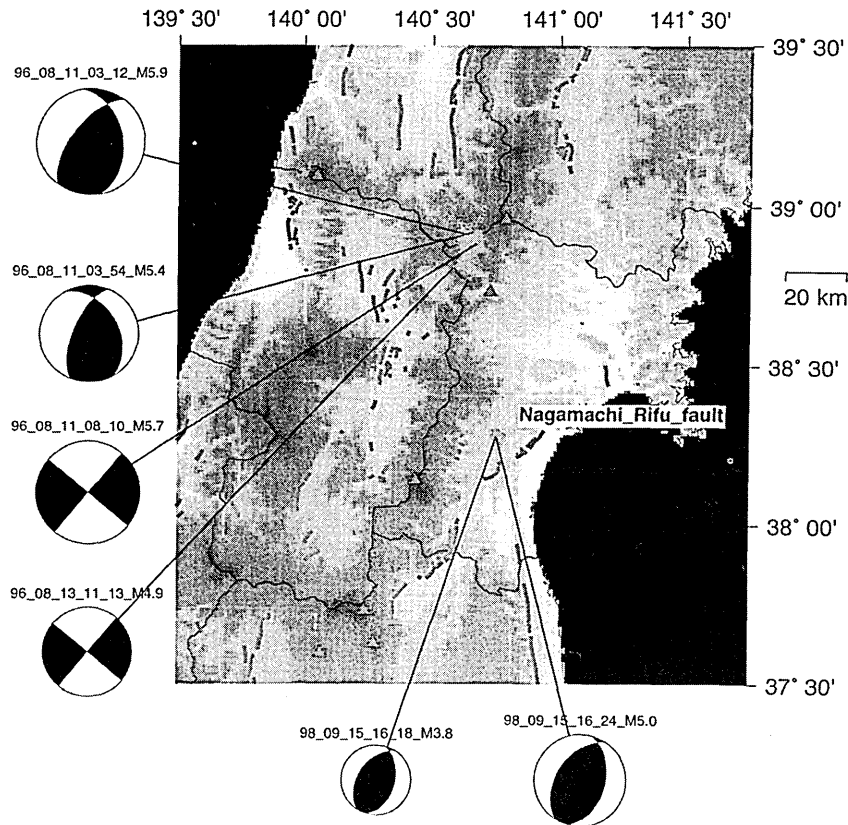 139˚ 30' 140˚ 00' 140˚ 30' 141˚ 00' 141˚ 30'
39˚ 30'
96_08_11_03_12_M5.9
39˚ 00'
96_08_11_03_54_M5.4
20 km
38˚ 30'
Nagamachi_Rifu_fault
96_08_11_08_10_M5.7
38˚ 00'
96_08_13_11_13_M4.9
37˚ 30'
98_09_15_16_18_M3.8
98_09_15_16_24_M5.0